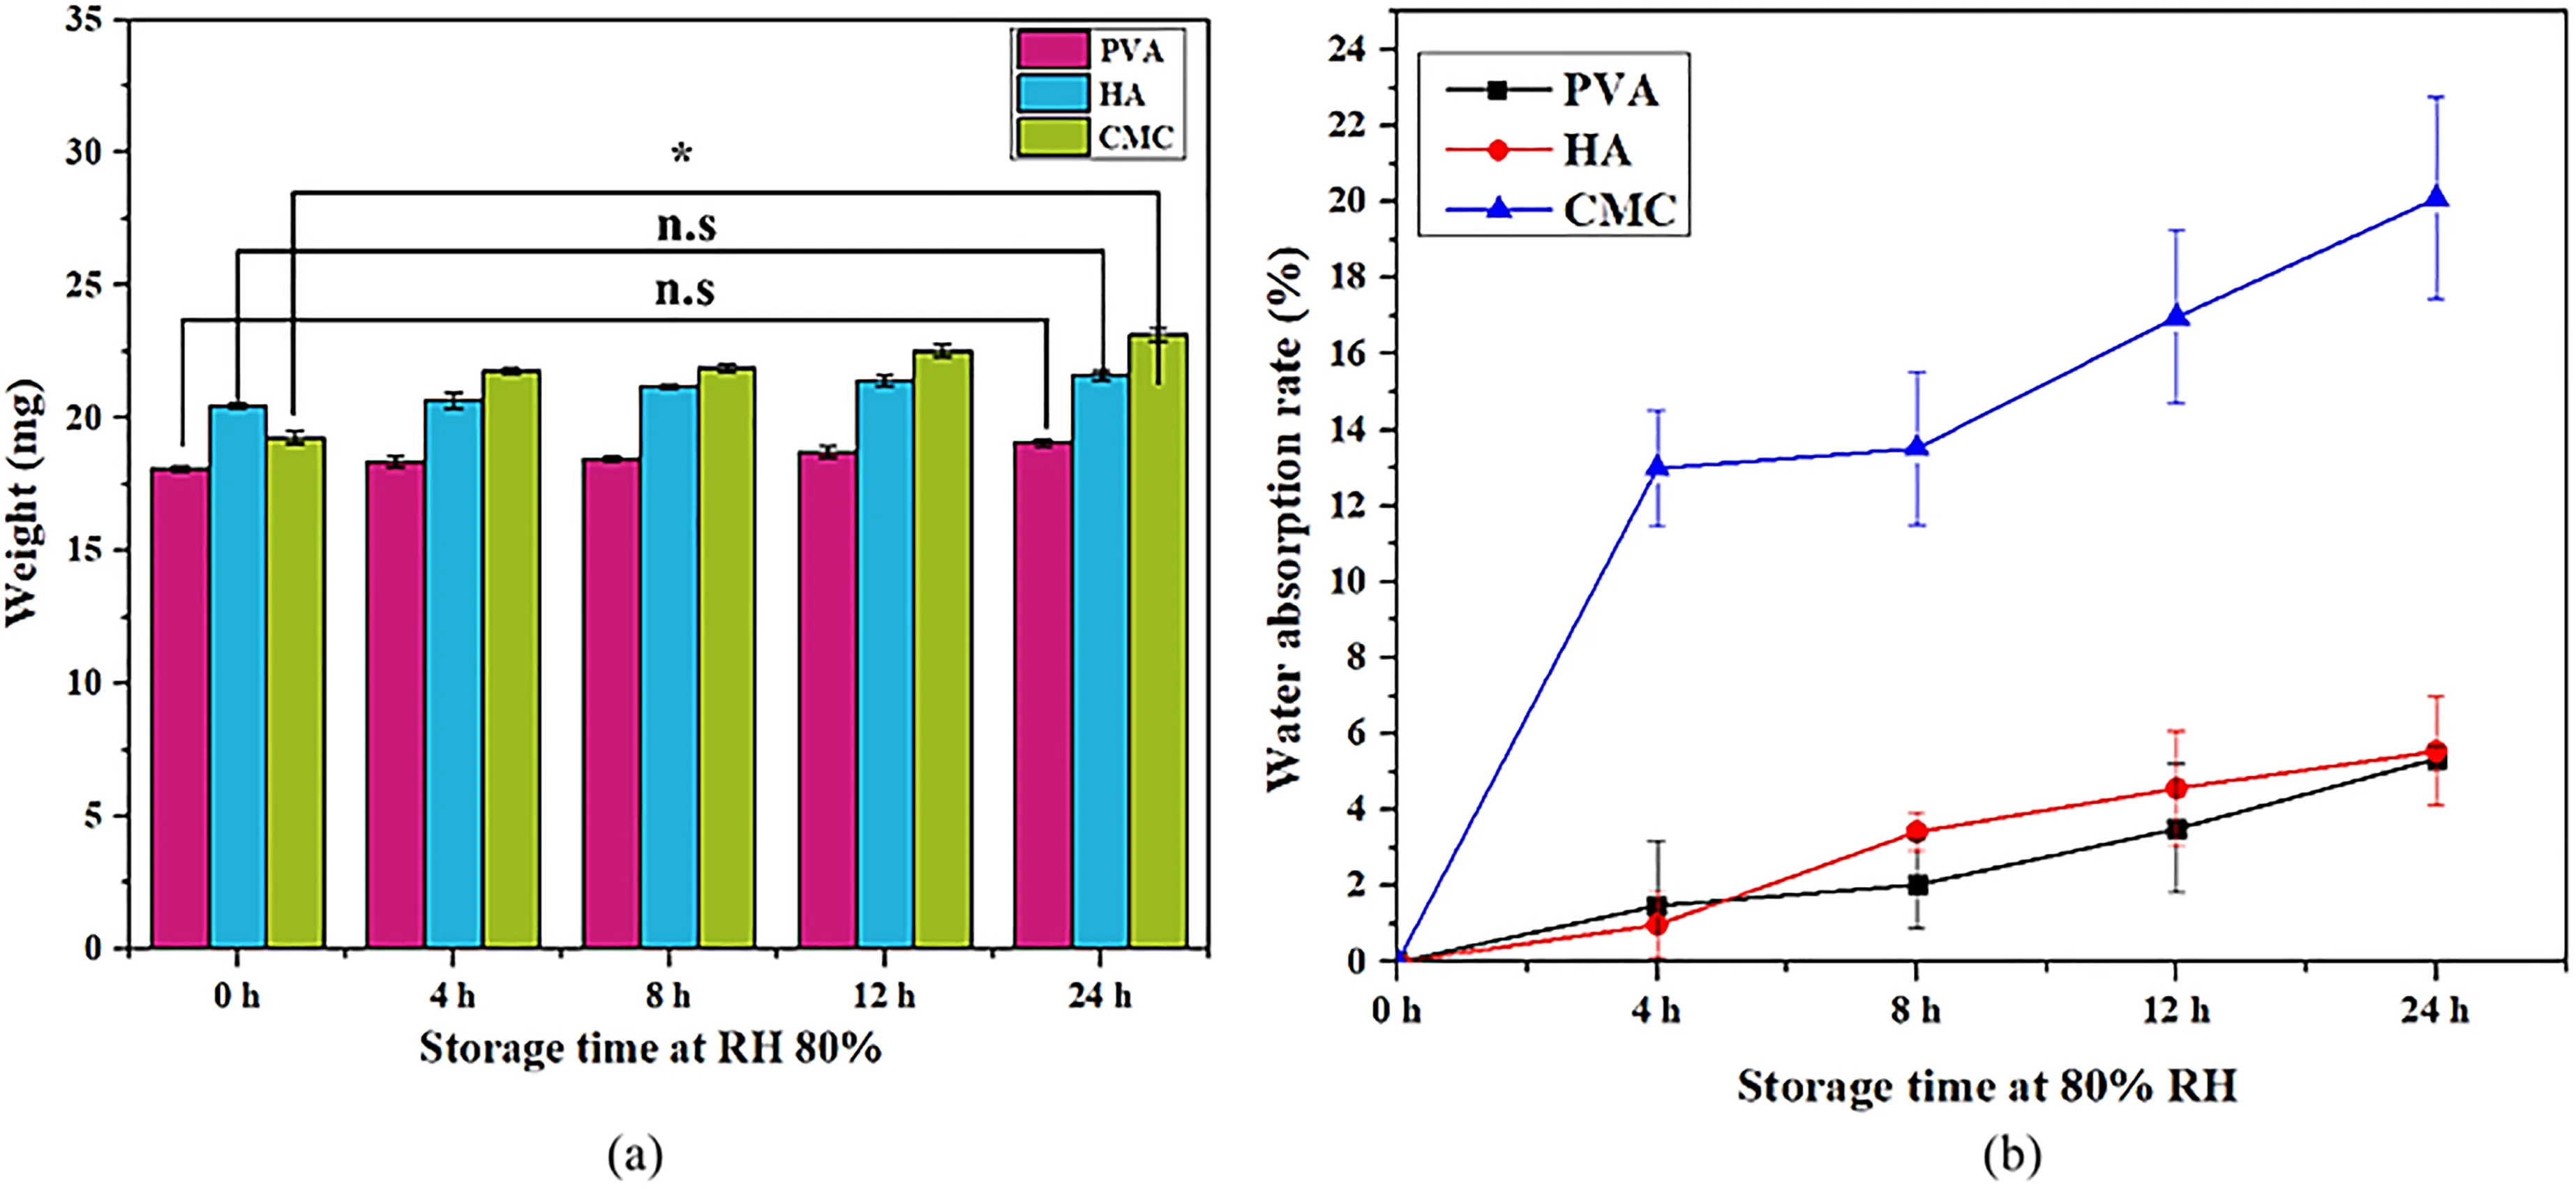 35
30
25
20
15
10
5
0
Weight (mg)
PVA
HA
CMC
*
n.s
n.s
0 h 4 h 8 h 12 h 24 h
Storage time at RH 80%
(a)
24
22
20
18
16
14
12
10
8
6
4
2
0
Water absorption rate (%)
PVA
HA
CMC
0 h 4 h 8 h 12 h 24 h
Storage time at 80% RH
(b)